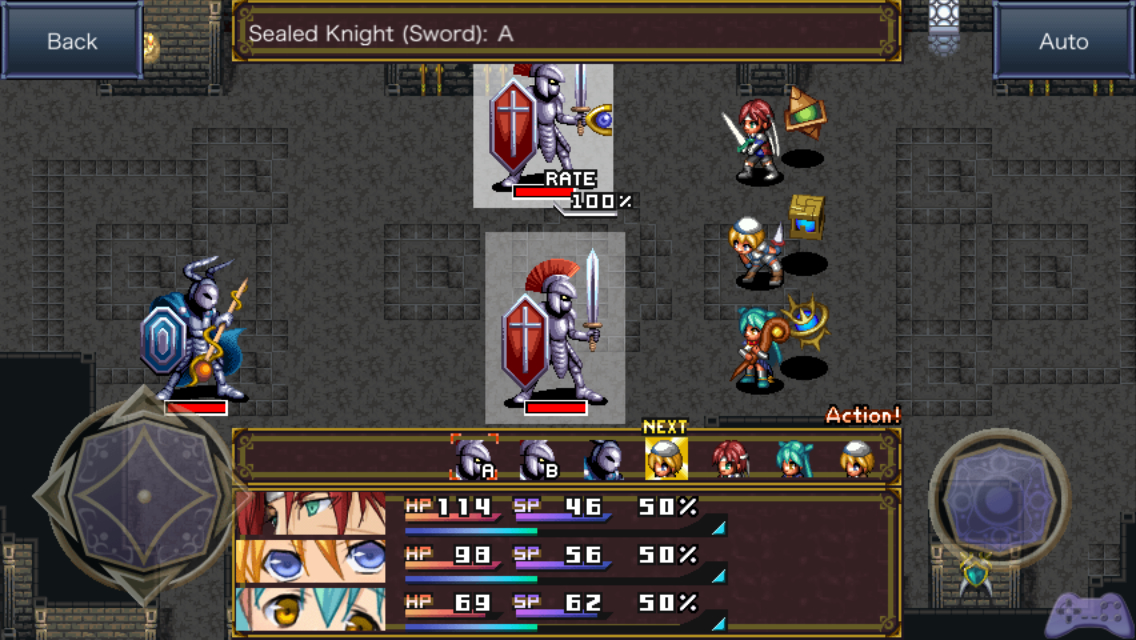 Back
Sealed Knight (Sword): A
Auto
RATE
100%
Action!
NEXT
A
B
HP 114 SP 46 50%
HP 98 SP 56 50%
HP 69 SP 62 50%